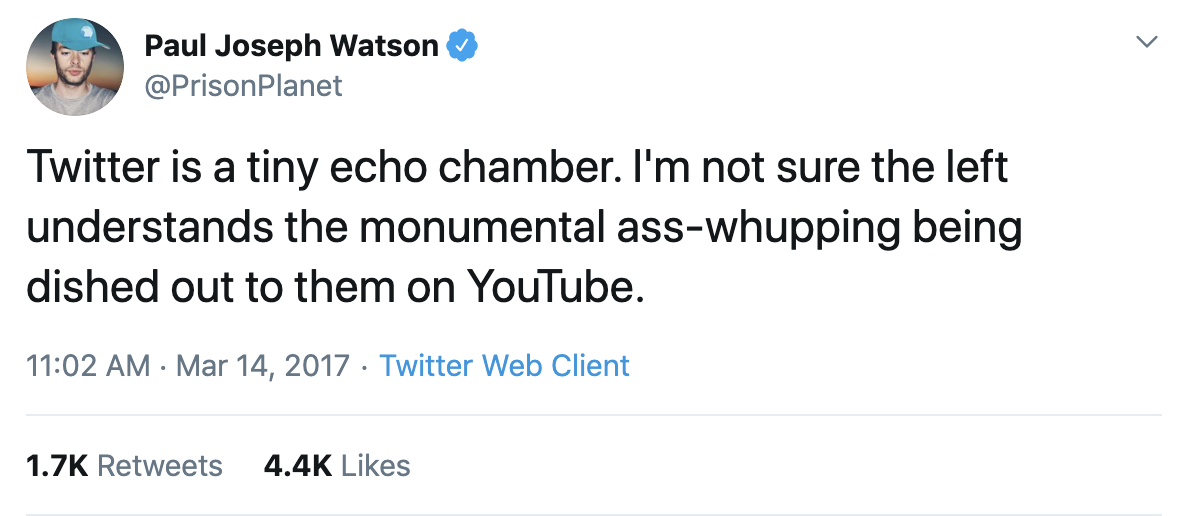 Paul Joseph Watson
@PrisonPlanet
Twitter is a tiny echo chamber. I'm not sure the left
understands the monumental ass-whupping being
dished out to them on YouTube.
11:02 AM · Mar 14, 2017 · Twitter Web Client
1.7K Retweets 4.4K Likes